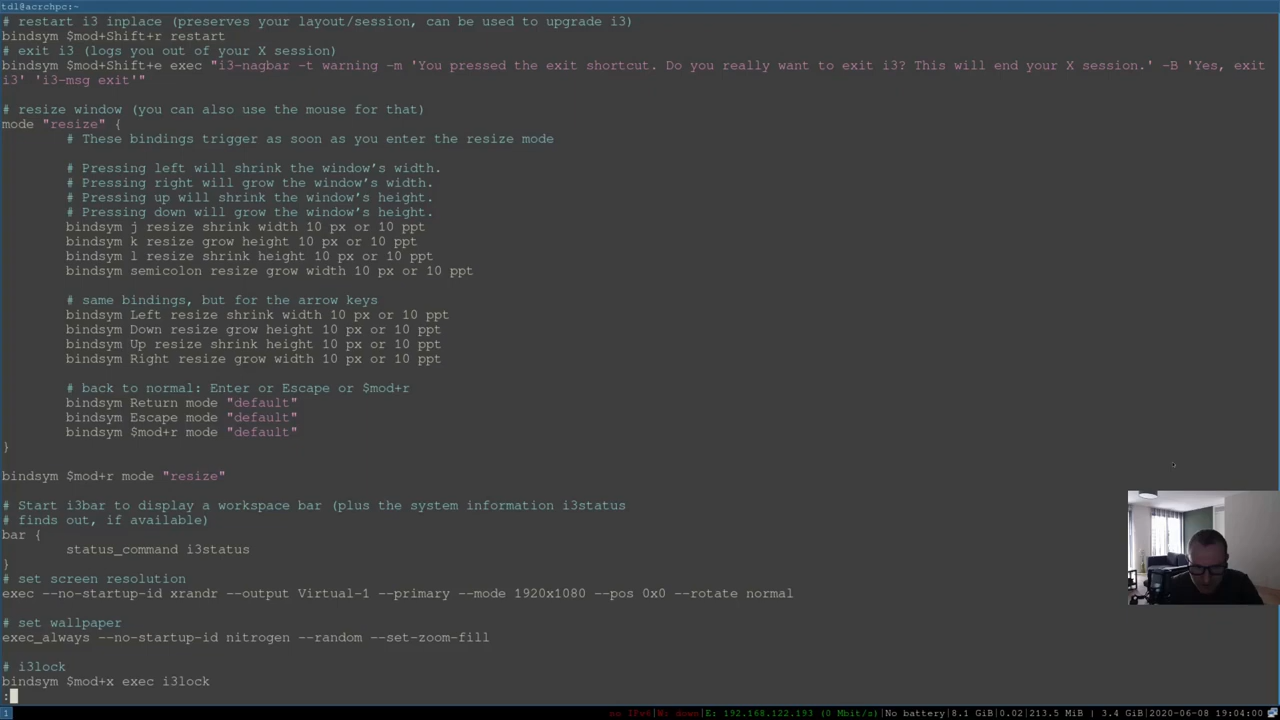 tdl@acrchpc:~
# restart i3 inplace (preserves your layout/session, can be used to upgrade i3)
bindsym $mod+Shift+r restart
# exit i3 (logs you out of your X session)
bindsym $mod+Shift+e exec "i3-nagbar -t warning -m 'You pressed the exit shortcut. Do you really want to exit i3? This will end your X session.' -B 'Yes, exit
i3' 'i3-msg exit'"
# resize window (you can also use the mouse for that)
mode "resize" {
# These bindings trigger as soon as you enter the resize mode
# Pressing left will shrink the window's width.
# Pressing right will grow the window's width.
# Pressing up will shrink the window's height.
# Pressing down will grow the window's height.
bindsym j resize shrink width 10 px or 10 ppt
bindsym k resize grow height 10 px or 10 ppt
bindsym l resize shrink height 10 px or 10 ppt
bindsym semicolon resize grow width 10 px or 10 ppt
# same bindings, but for the arrow keys
bindsym Left resize shrink width 10 px or 10 ppt
bindsym Down resize grow height 10 px or 10 ppt
bindsym Up resize shrink height 10 px or 10 ppt
bindsym Right resize grow width 10 px or 10 ppt
# back to normal: Enter or Escape or $mod+r
bindsym Return mode "default"
bindsym Escape mode "default"
bindsym $mod+r mode "default"
}
bindsym $mod+r mode "resize"
# Start i3bar to display a workspace bar (plus the system information i3status
# finds out, if available)
bar {
status_command i3status
}
# set screen resolution
exec --no-startup-id xrandr --output Virtual-1 --primary --mode 1920x1080 --pos 0x0 --rotate normal
# set wallpaper
exec_always --no-startup-id nitrogen --random --set-zoom-fill
# i3lock
bindsym $mod+x exec i3lock
:
1 no IPv6|W: down|E: 192.168.122.193 (0 Mbit/s)|No battery|8.1 GiB|0.02|213.5 MiB | 3.4 GiB|2020-06-08 19:04:00